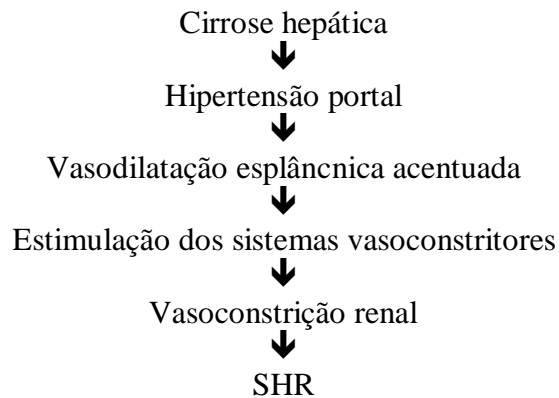 Cirrose hepática
Hipertensão portal
Vasodilatação esplâncnica acentuada
Estimulação dos sistemas vasoconstritores
Vasoconstrição renal
SHR